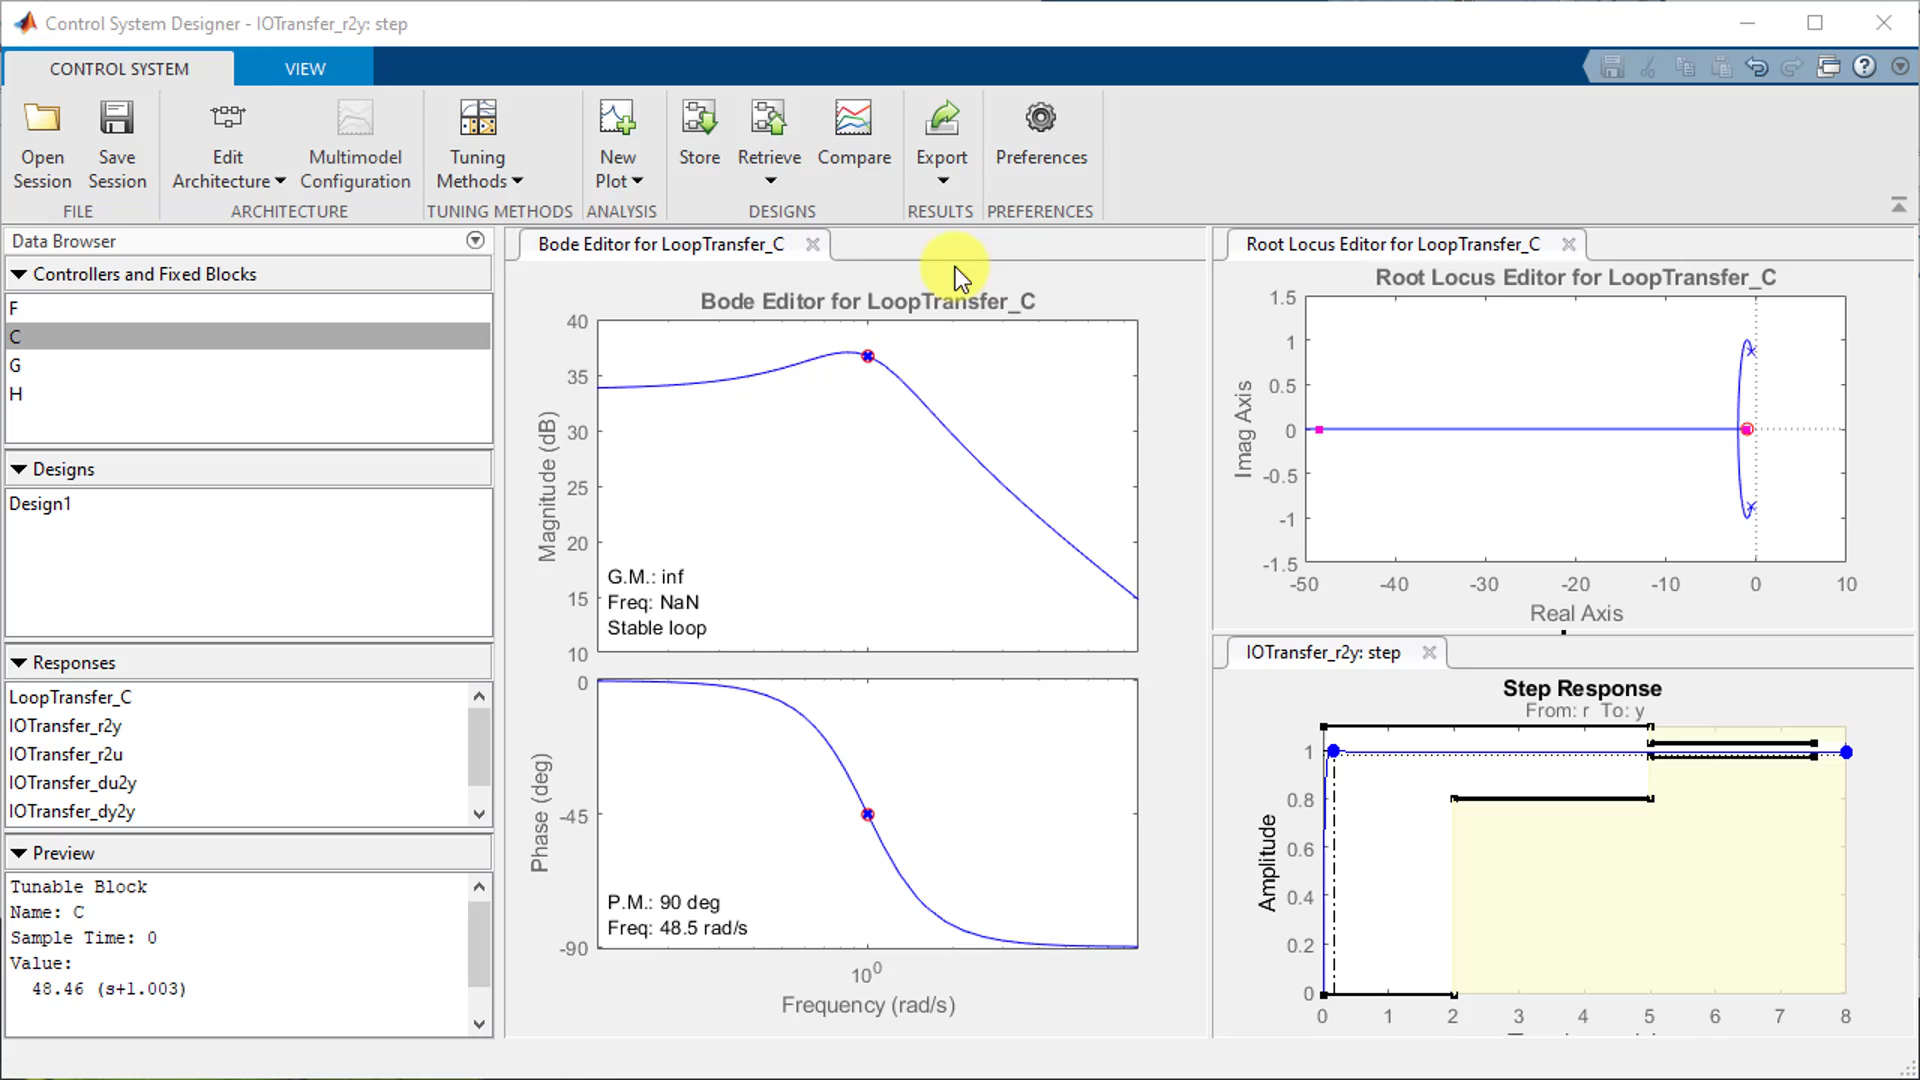 Control System Designer - IOTransfer_r2y: step
CONTROL SYSTEM
VIEW
Open Session
Save Session
Edit Architecture
Multimodel Configuration
Tuning Methods
New Plot
Store
Retrieve
Compare
Export
Preferences
FILE
ARCHITECTURE
TUNING METHODS
ANALYSIS
DESIGNS
RESULTS
PREFERENCES
Data Browser
Controllers and Fixed Blocks
F
C
G
H
Designs
Design1
Responses
LoopTransfer_C
IOTransfer_r2y
IOTransfer_r2u
IOTransfer_du2y
IOTransfer_dy2y
Preview
Tunable Block
Name: C
Sample Time: 0
Value:
48.46 (s+1.003)
Bode Editor for LoopTransfer_C
Bode Editor for LoopTransfer_C
40
35
30
25
20
15
10
Magnitude (dB)
G.M.: inf
Freq: NaN
Stable loop
0
-45
-90
Phase (deg)
P.M.: 90 deg
Freq: 48.5 rad/s
10^0
Frequency (rad/s)
Root Locus Editor for LoopTransfer_C
Root Locus Editor for LoopTransfer_C
1.5
1
0.5
0
-0.5
-1
-1.5
Imag Axis
-50 -40 -30 -20 -10 0 10
Real Axis
IOTransfer_r2y: step
Step Response
From: r To: y
1
0.8
0.6
0.4
0.2
0
Amplitude
0 1 2 3 4 5 6 7 8